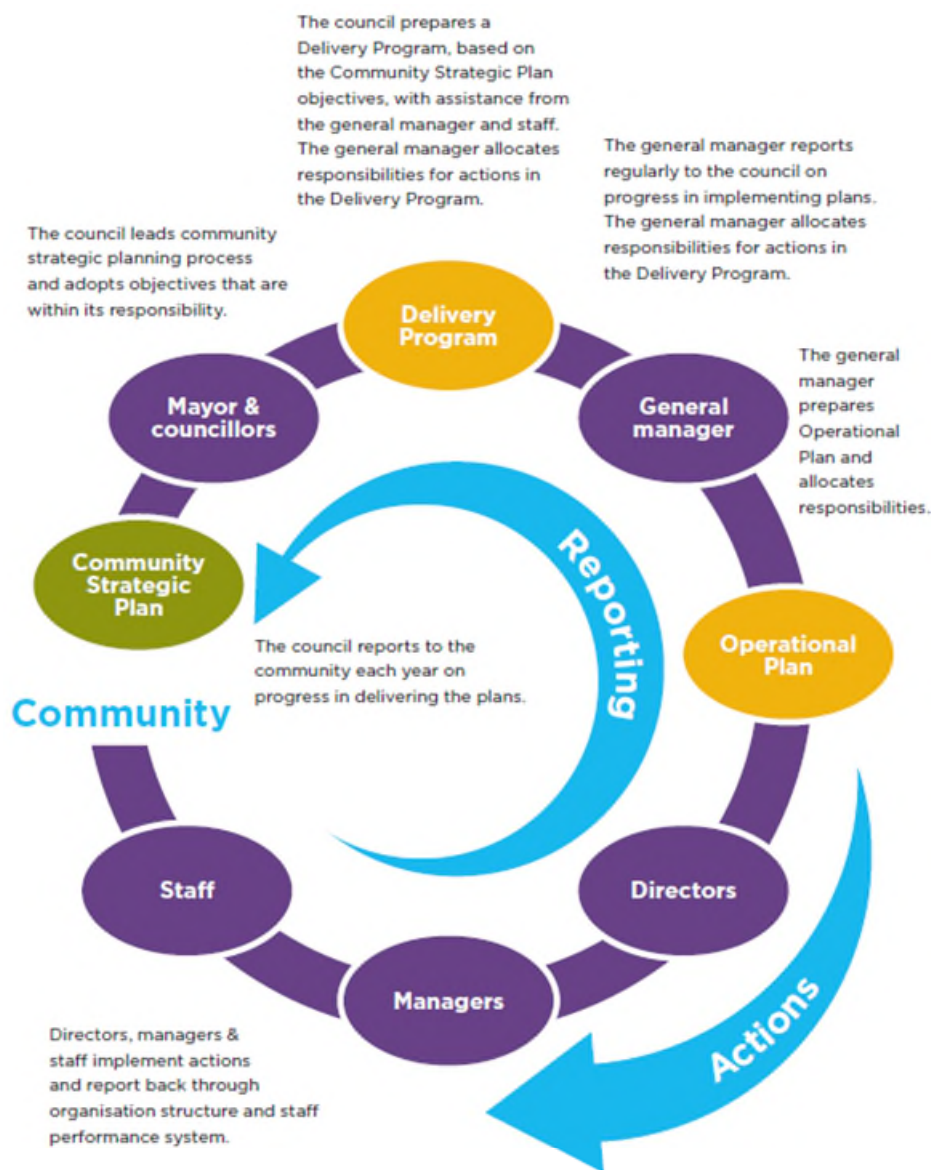 The council prepares a
Delivery Program, based on
the Community Strategic Plan
objectives, with assistance from
the general manager and staff.
The general manager allocates
responsibilities for actions in
the Delivery Program.
The general manager reports
regularly to the council on
progress in implementing plans.
The general manager allocates
responsibilities for actions in
the Delivery Program.
The council leads community
strategic planning process
and adopts objectives that are
within its responsibility.
Delivery
Program
Mayor &
councillors
General
manager
The general
manager
prepares
Operational
Plan and
allocates
responsibilities.
Community
Strategic
Plan
Reporting
Operational
Plan
The council reports to the
community each year on
progress in delivering the plans.
Community
Staff
Directors
Managers
Actions
Directors, managers &
staff implement actions
and report back through
organisation structure and staff
performance system.